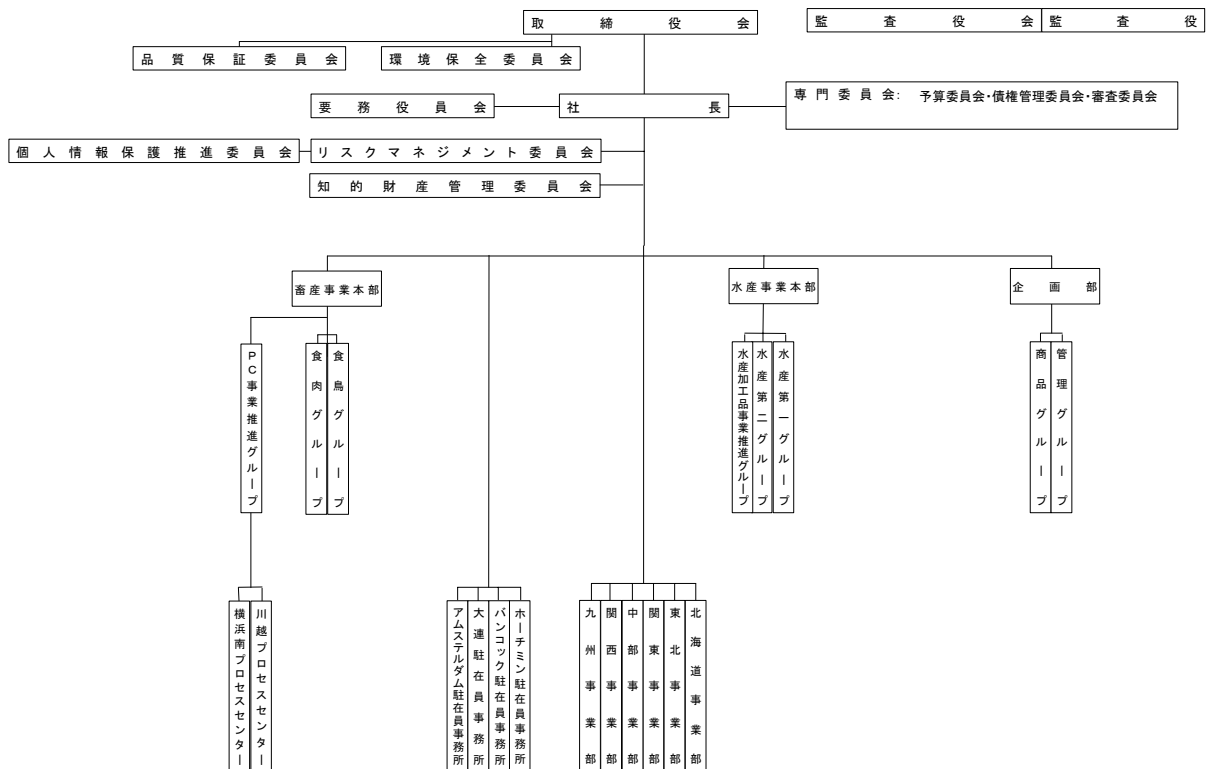 取締役会
監査役会
監査役
品質保証委員会
環境保全委員会
要務役員会
社長
専門委員会: 予算委員会・債権管理委員会・審査委員会
個人情報保護推進委員会
リスクマネジメント委員会
知的財産管理委員会
畜産事業本部
水産事業本部
企画部
PC事業推進グループ
食肉グループ
食鳥グループ
水産加工品事業推進グループ
水産第二グループ
水産第一グループ
商品グループ
管理グループ
横浜南プロセスセンター
川越プロセスセンター
アムステルダム駐在員事務所
大連駐在員事務所
バンコック駐在員事務所
ホーチミン駐在員事務所
九州事業部
関西事業部
中部事業部
関東事業部
東北事業部
北海道事業部